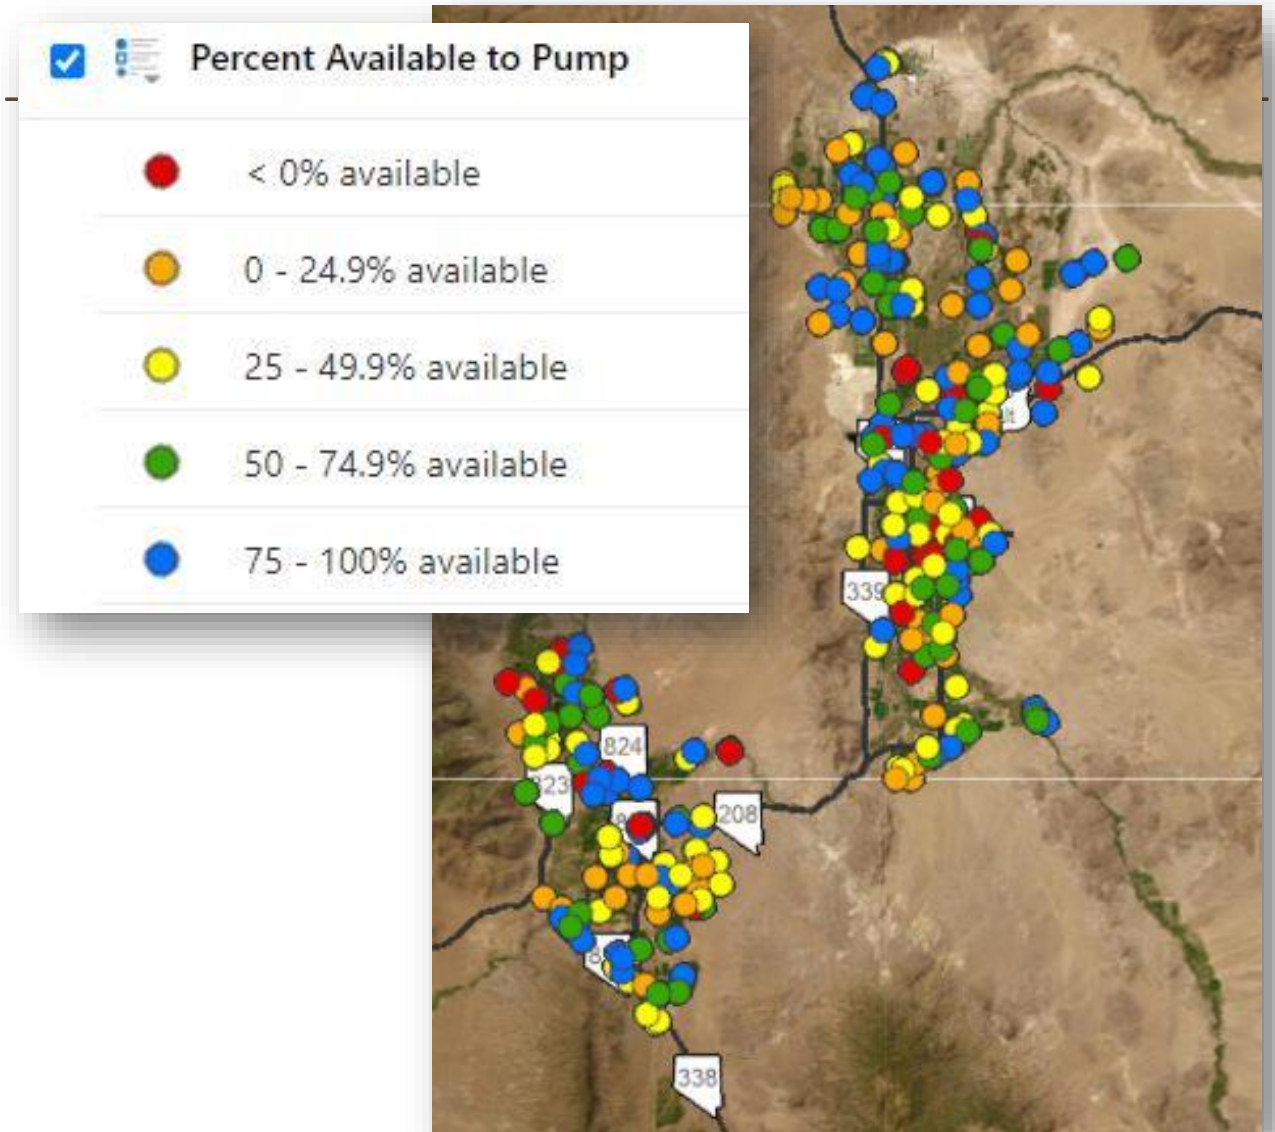 Percent Available to Pump
< 0% available
0 - 24.9% available
25 - 49.9% available
50 - 74.9% available
75 - 100% available
339
824
208
338